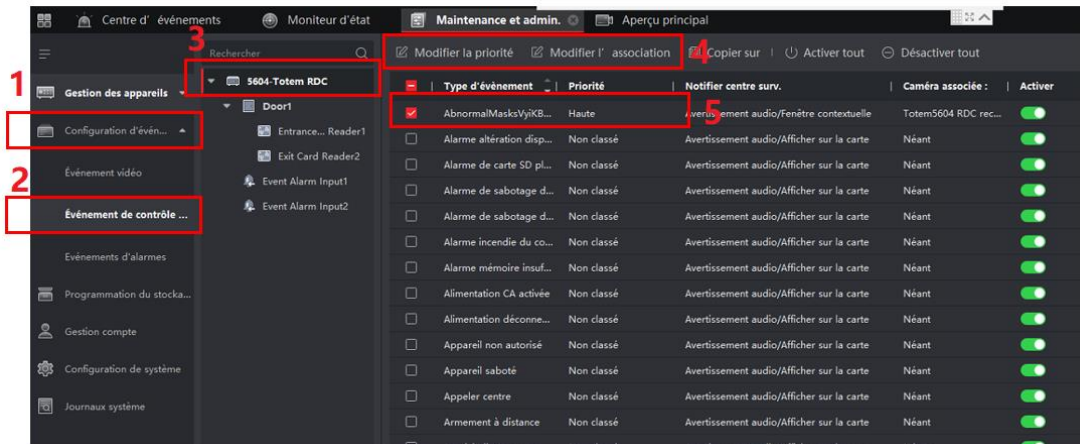 Centre d' événements
Moniteur d'état
Maintenance et admin.
Aperçu principal
3
4
Rechercher
Modifier la priorité
Modifier l' association
Copier sur
Activer tout
Désactiver tout
1
Gestion des appareils
5604-Totem RDC
Type d'évènement
Priorité
Notifier centre surv.
Caméra associée :
Activer
Door1
AbnormalMasksVyiKB...
Haute
5
Avertissement audio/Fenêtre contextuelle
Totem5604 RDC rec...
Configuration d'évén...
Entrance... Reader1
Alarme altération disp...
Non classé
Avertissement audio/Afficher sur la carte
Néant
Exit Card Reader2
Alarme de carte SD pl...
Non classé
Avertissement audio/Afficher sur la carte
Néant
2
Événement vidéo
Event Alarm Input1
Alarme de sabotage d...
Non classé
Avertissement audio/Afficher sur la carte
Néant
Événement de contrôle ...
Event Alarm Input2
Alarme de sabotage d...
Non classé
Avertissement audio/Afficher sur la carte
Néant
Alarme incendie du co...
Non classé
Avertissement audio/Afficher sur la carte
Néant
Evénements d'alarmes
Alarme mémoire insuf...
Non classé
Avertissement audio/Afficher sur la carte
Néant
Programmation du stocka...
Alimentation CA activée
Non classé
Avertissement audio/Afficher sur la carte
Néant
Gestion compte
Alimentation déconne...
Non classé
Avertissement audio/Afficher sur la carte
Néant
Appareil non autorisé
Non classé
Avertissement audio/Afficher sur la carte
Néant
Configuration de système
Appareil saboté
Non classé
Avertissement audio/Afficher sur la carte
Néant
Journaux système
Appeler centre
Non classé
Avertissement audio/Afficher sur la carte
Néant
Armement à distance
Non classé
Avertissement audio/Afficher sur la carte
Néant